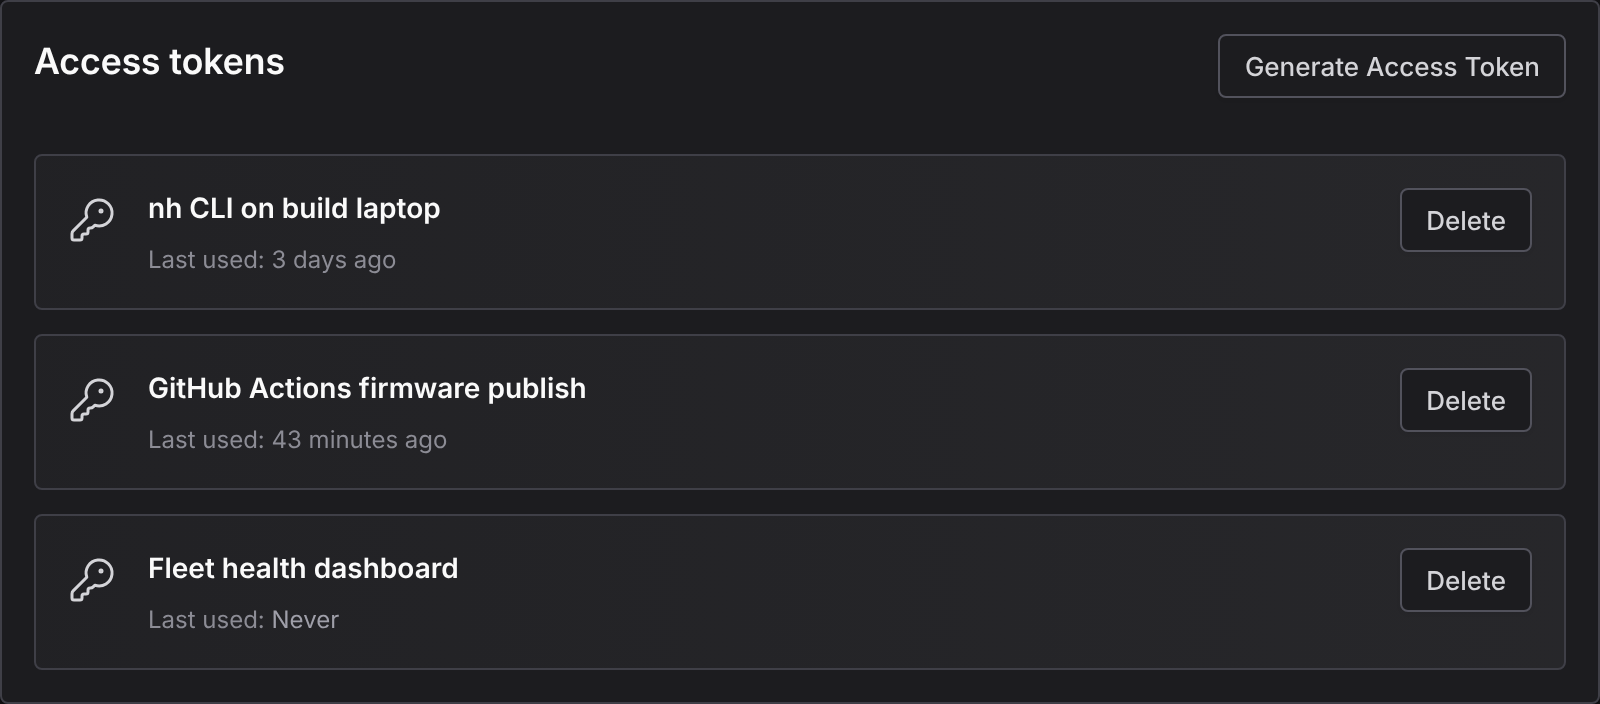 Access tokens
Generate Access Token
nh CLI on build laptop
Last used: 3 days ago
Delete
GitHub Actions firmware publish
Last used: 43 minutes ago
Delete
Fleet health dashboard
Last used: Never
Delete